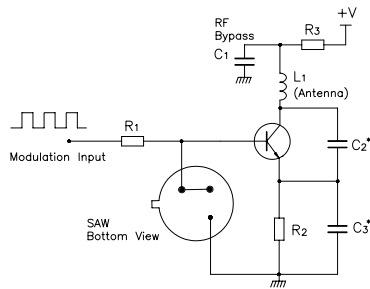 +V
RF
Bypass
R3
C1
L1
(Antenna)
R1
Modulation Input
C2*
SAW
Bottom View
R2
C3*